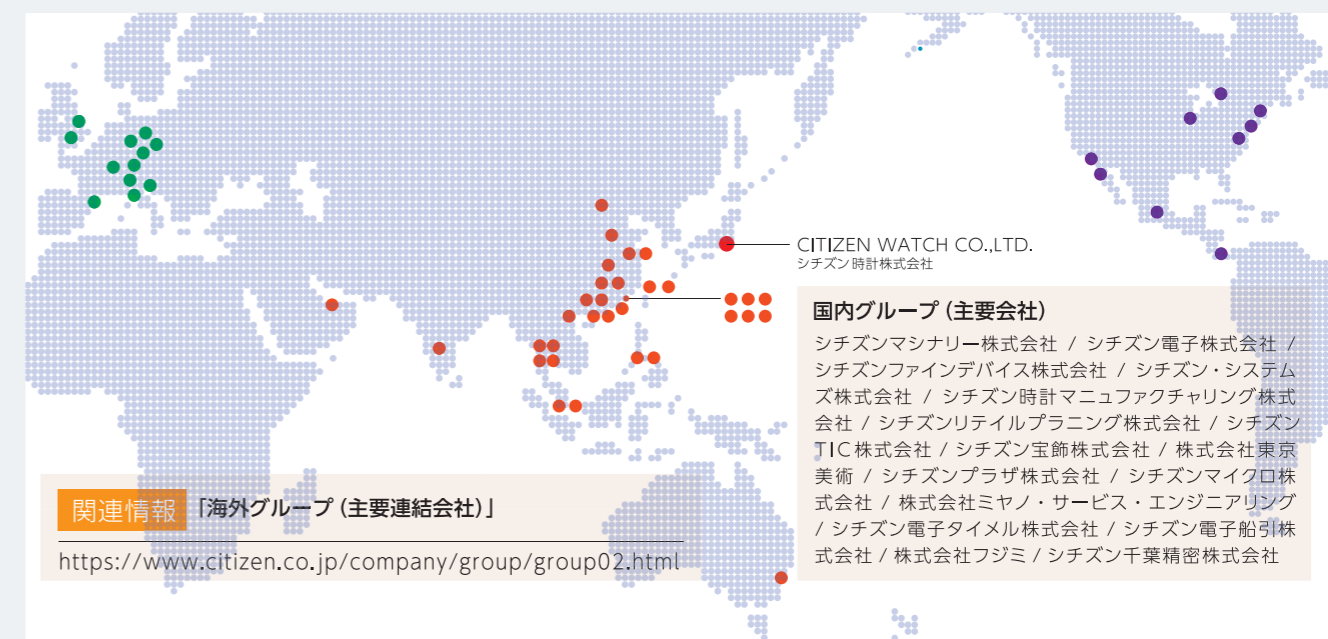 CITIZEN WATCH CO.,LTD.
シチズン時計株式会社
国内グループ（主要会社）
シチズンマシナリー株式会社 / シチズン電子株式会社 /
シチズンファインデバイス株式会社 / シチズン・システム
ズ株式会社 / シチズン時計マニュファクチャリング株式
会社 / シチズンリテイルプラニング株式会社 / シチズン
TIC株式会社 / シチズン宝飾株式会社 / 株式会社東京
美術 / シチズンプラザ株式会社 / シチズンマイクロ株
式会社 / 株式会社ミヤノ・サービス・エンジニアリング
/ シチズン電子タイメル株式会社 / シチズン電子船引株
式会社 / 株式会社フジミ / シチズン千葉精密株式会社
関連情報 「海外グループ（主要連結会社）」
https://www.citizen.co.jp/company/group/group02.html